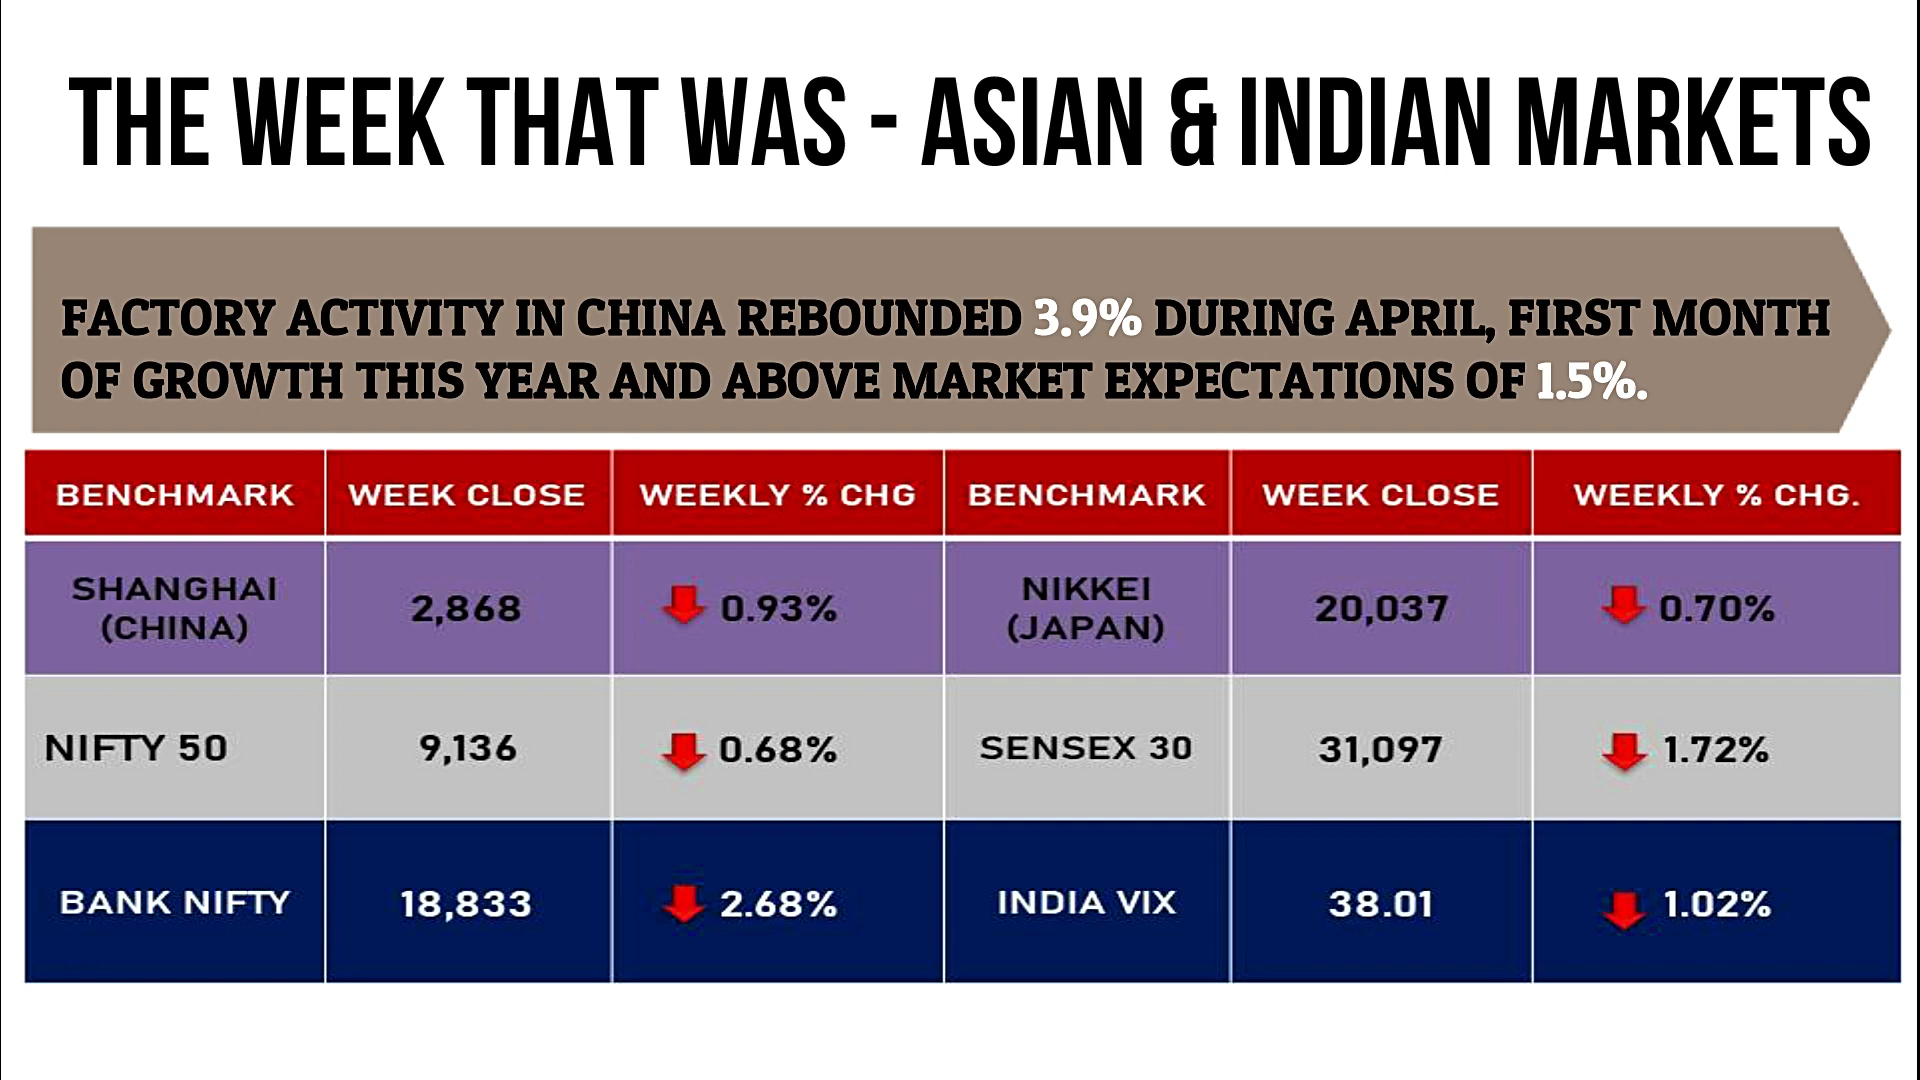 THE WEEK THAT WAS - ASIAN & INDIAN MARKETS
FACTORY ACTIVITY IN CHINA REBOUNDED 3.9% DURING APRIL, FIRST MONTH
OF GROWTH THIS YEAR AND ABOVE MARKET EXPECTATIONS OF 1.5%.
BENCHMARK WEEK CLOSE WEEKLY % CHG BENCHMARK WEEK CLOSE WEEKLY % CHG.
SHANGHAI
(CHINA)
2,868
0.93%
NIKKEI
(JAPAN)
20,037
0.70%
NIFTY 50 9,136 0.68% SENSEX 30 31,097 1.72%
BANK NIFTY 18,833 2.68% INDIA VIX 38.01 1.02%